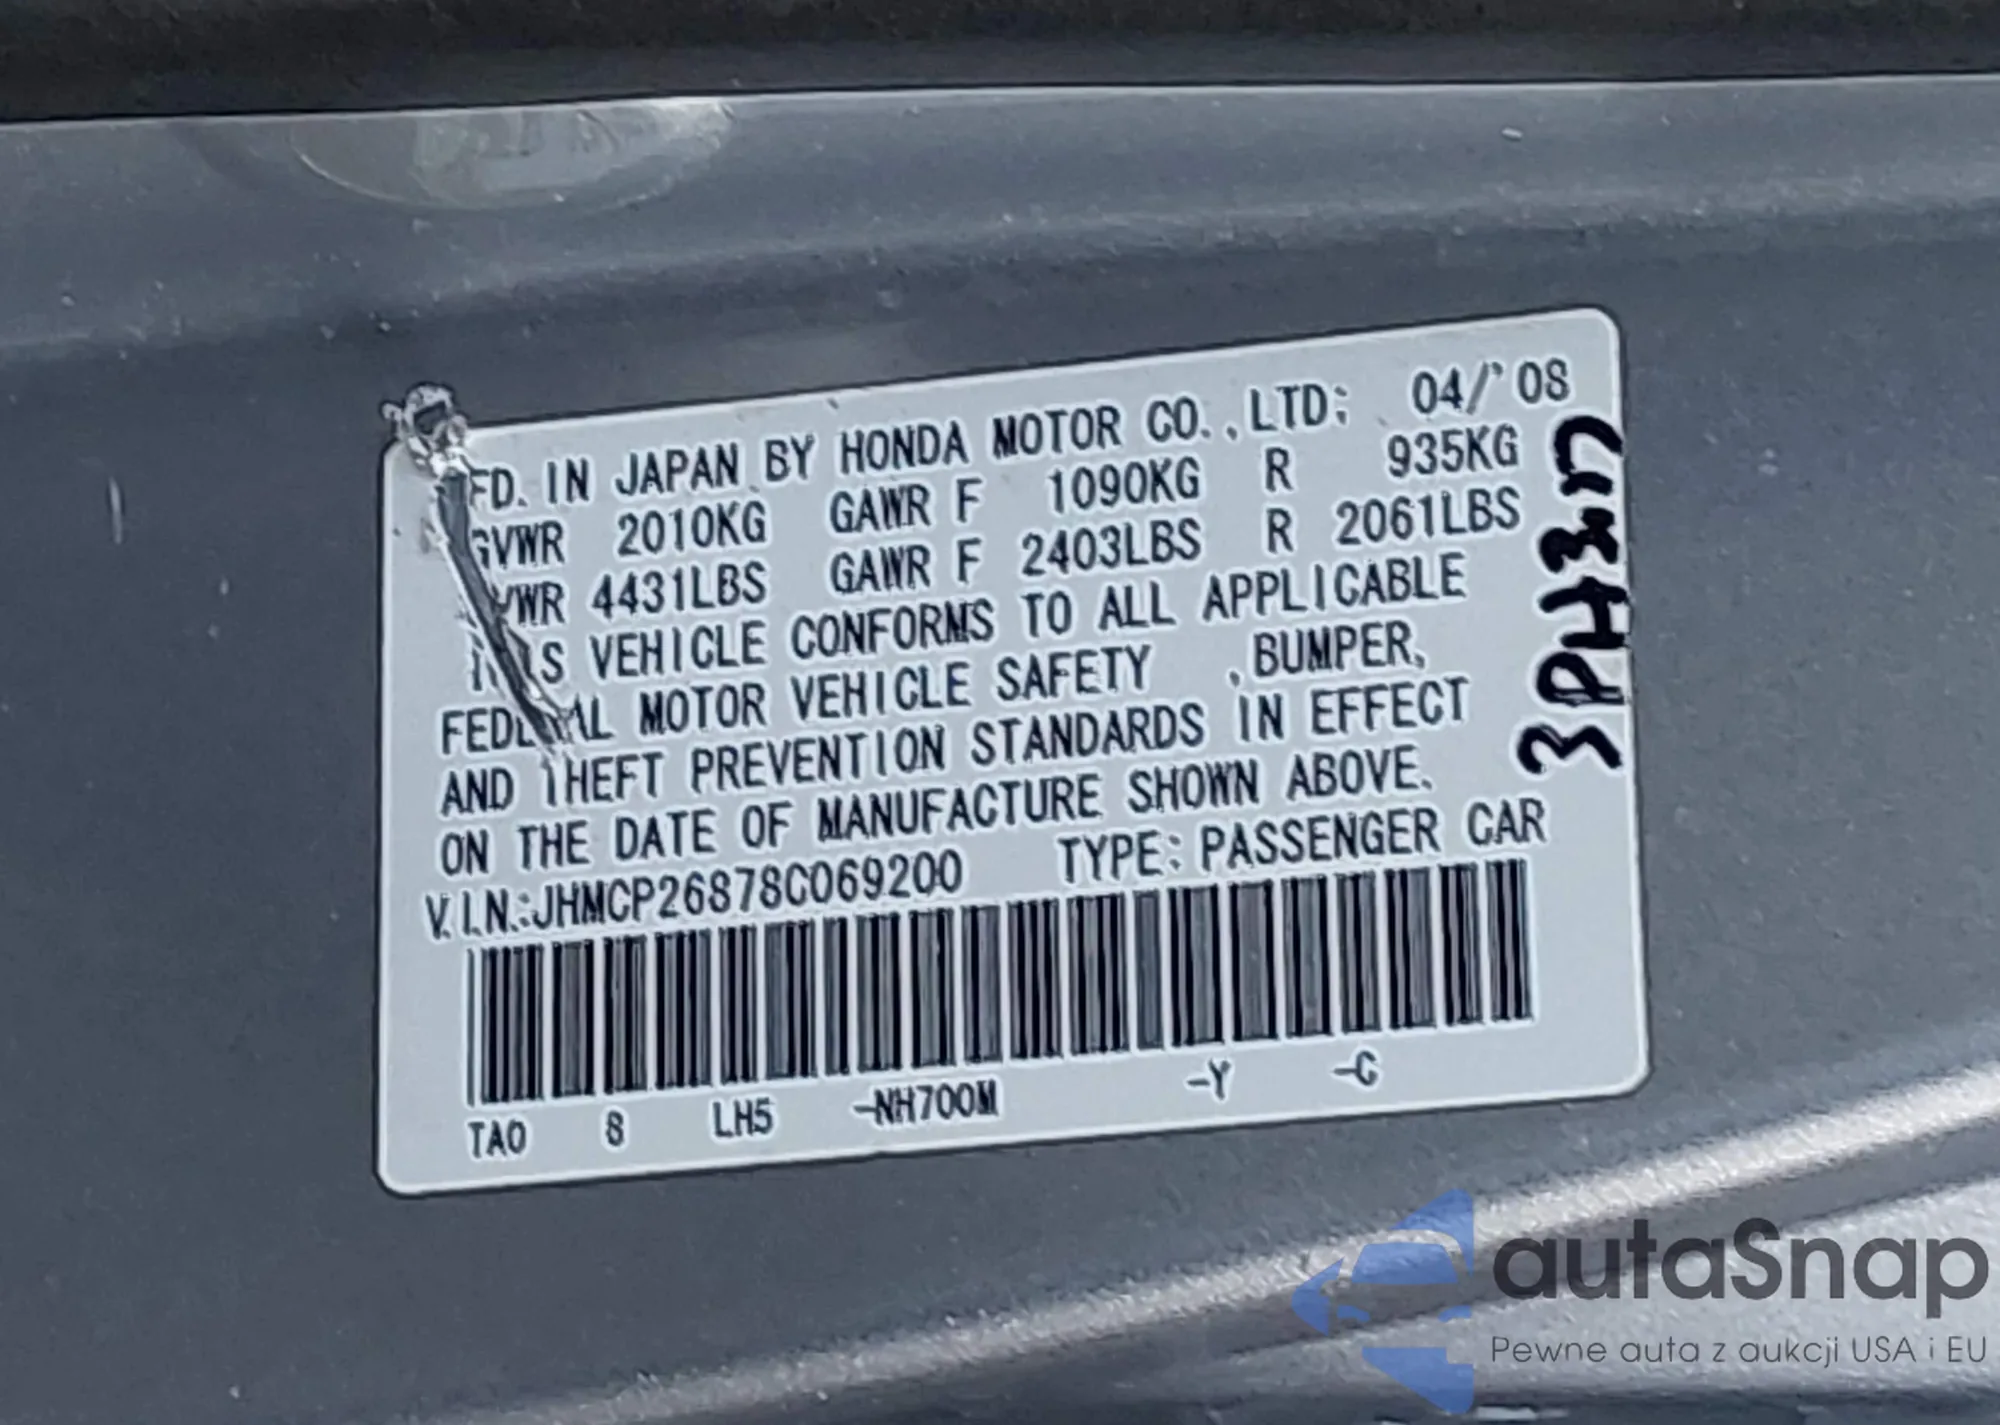 FD. IN JAPAN BY HONDA MOTOR CO., LTD: 04/'08
GVWR 2010KG GAWR F 1090KG R 935KG
VWR 4431LBS GAWR F 2403LBS R 2061LBS
VEHICLE CONFORMS TO ALL APPLICABLE
FEDERAL MOTOR VEHICLE SAFETY , BUMPER,
AND THEFT PREVENTION STANDARDS IN EFFECT
ON THE DATE OF MANUFACTURE SHOWN ABOVE.
V.I.N.:JHMCP26878C069200 TYPE: PASSENGER CAR
TA0 8 LH5 -NH700M -Y -C
autaSnap
Pewne auta z aukcji USA i EU